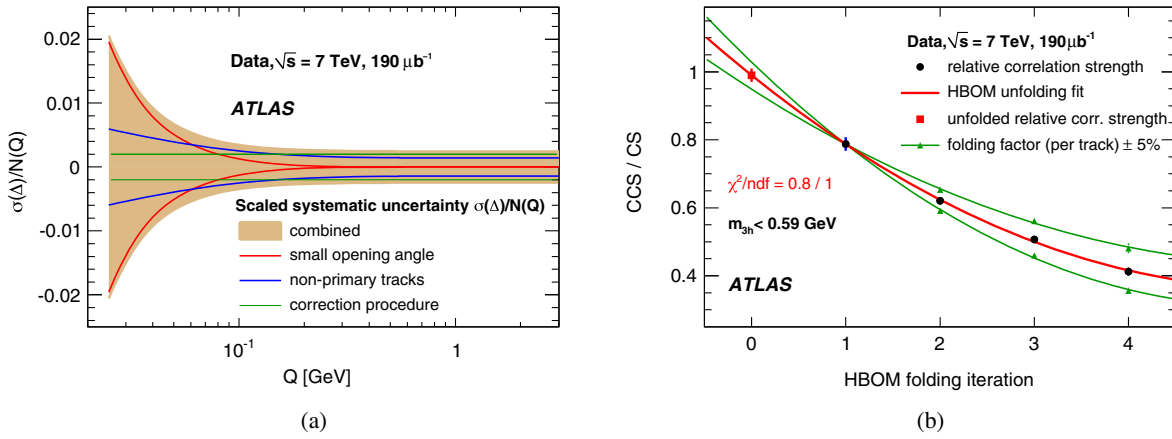 σ(Δ)/N(Q)
0.02
0.01
0
-0.01
-0.02
Data,√s = 7 TeV, 190 μb⁻¹
ATLAS
Scaled systematic uncertainty σ(Δ)/N(Q)
combined
small opening angle
non-primary tracks
correction procedure
10⁻¹
1
Q [GeV]
(a)
CCS / CS
1
0.8
0.6
0.4
Data,√s = 7 TeV, 190μb⁻¹
relative correlation strength
HBOM unfolding fit
unfolded relative corr. strength
folding factor (per track) ± 5%
χ²/ndf = 0.8 / 1
m₃ₕ< 0.59 GeV
ATLAS
0 1 2 3 4
HBOM folding iteration
(b)